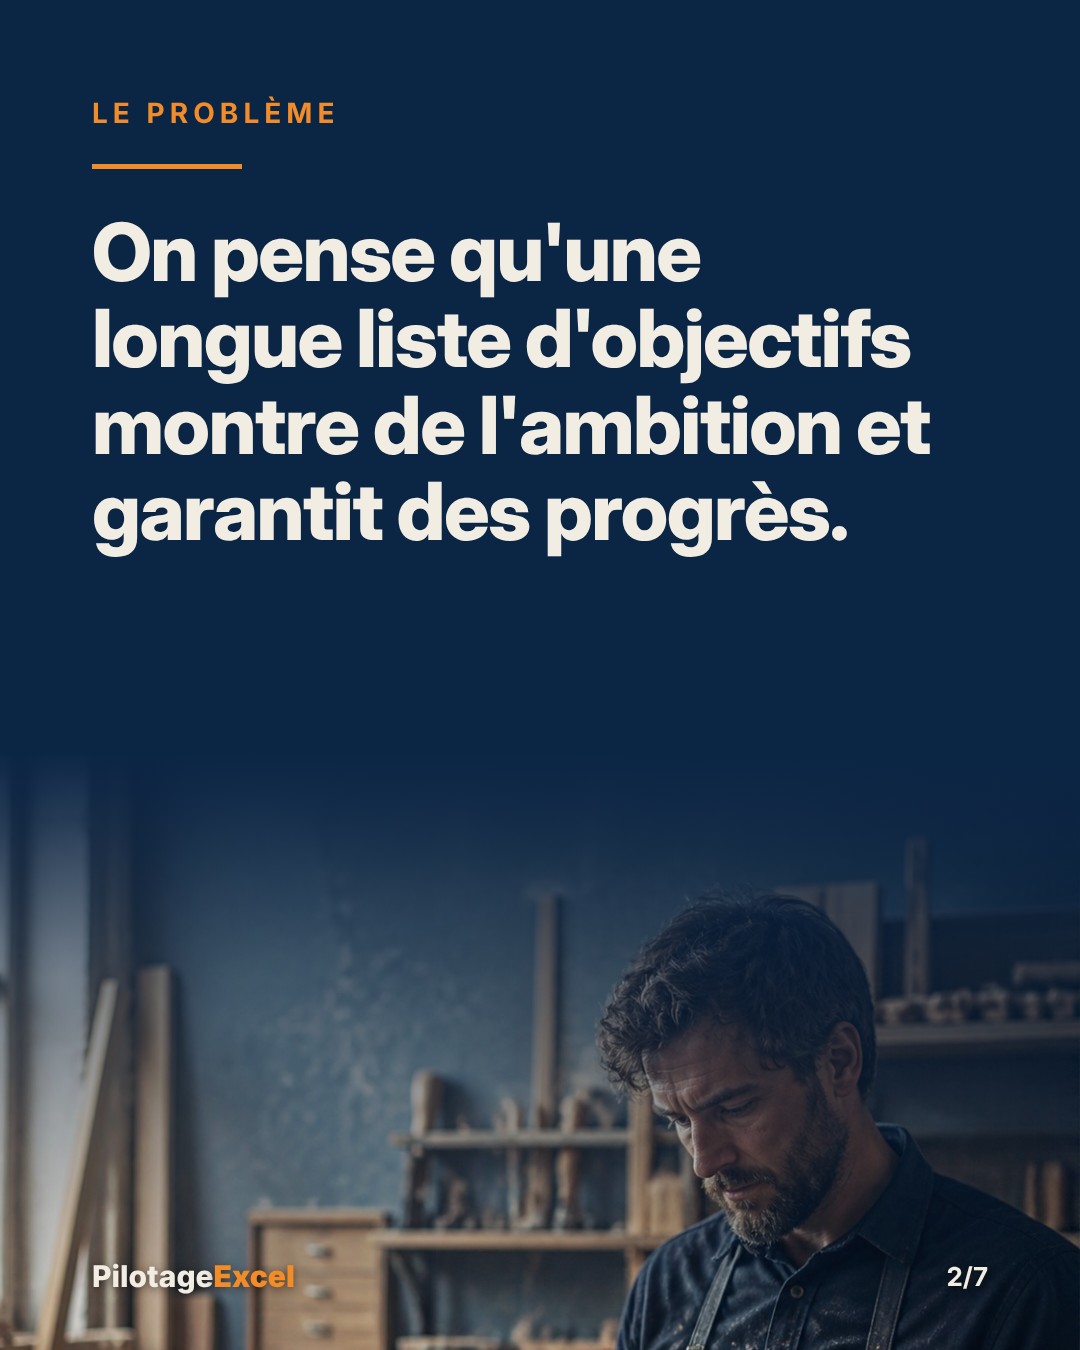 LE PROBLÈME
On pense qu'une
longue liste d'objectifs
montre de l'ambition et
garantit des progrès.
PilotageExcel
2/7